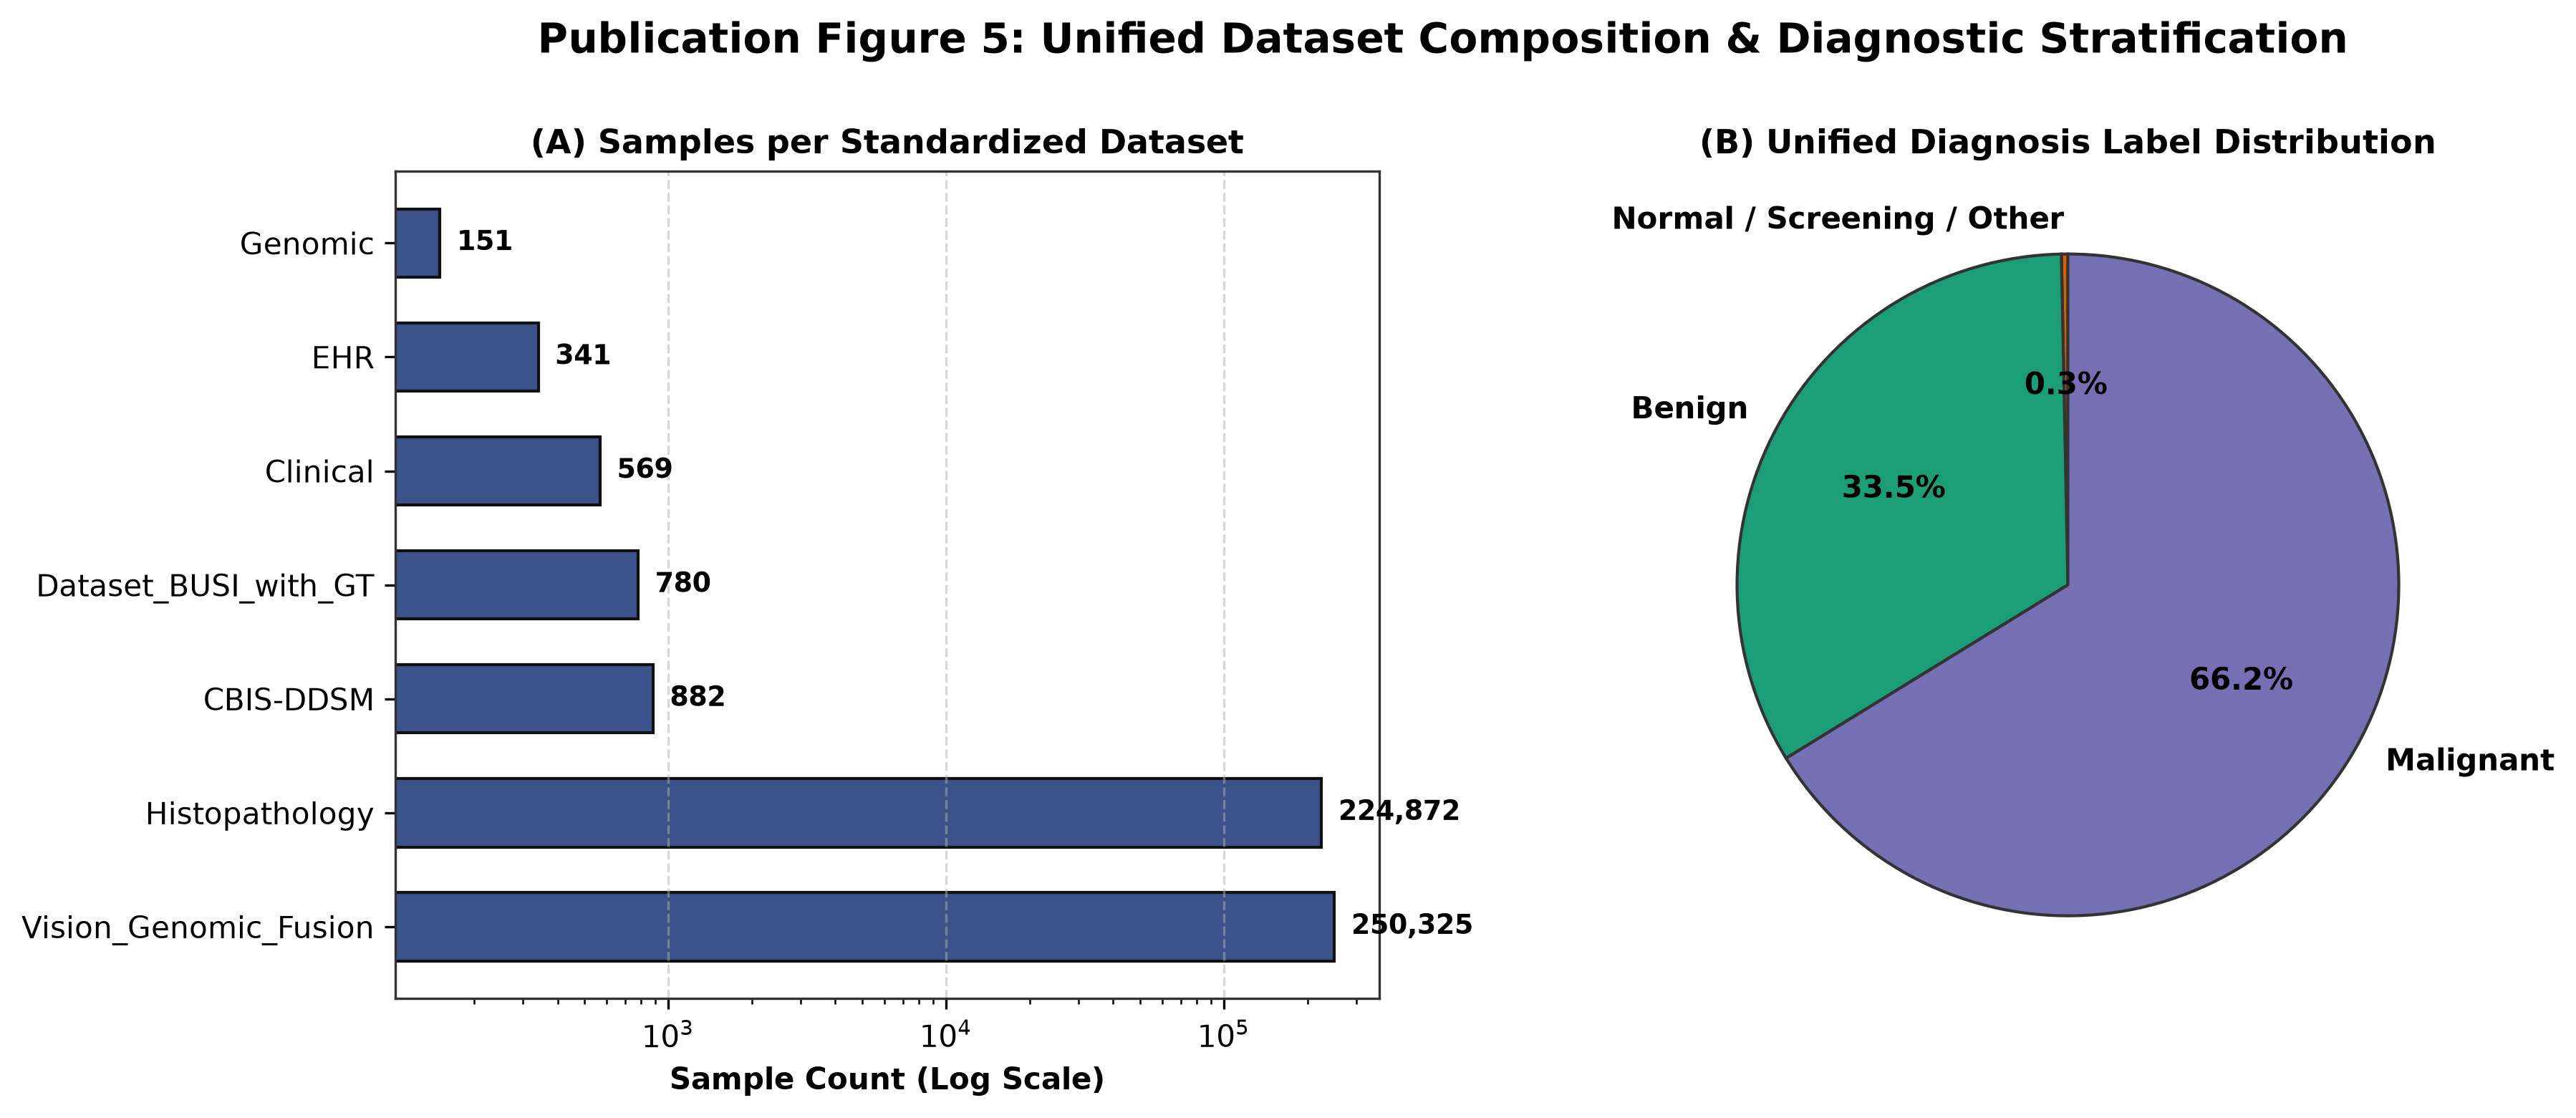 Publication Figure 5: Unified Dataset Composition & Diagnostic Stratification
(A) Samples per Standardized Dataset
Genomic 151
EHR 341
Clinical 569
Dataset_BUSI_with_GT 780
CBIS-DDSM 882
Histopathology 224,872
Vision_Genomic_Fusion 250,325
10³ 10⁴ 10⁵
Sample Count (Log Scale)
(B) Unified Diagnosis Label Distribution
Normal / Screening / Other
0.3%
Benign
33.5%
66.2%
Malignant